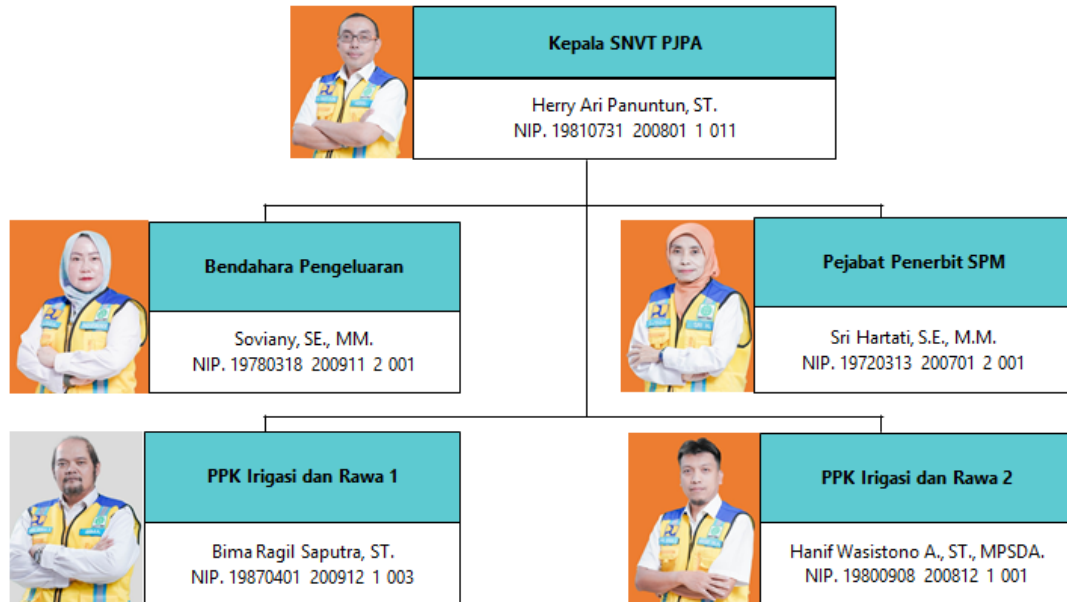 Kepala SNVT PJPA
Herry Ari Panuntun, ST.
NIP. 19810731 200801 1 011
Bendahara Pengeluaran
Soviany, SE., MM.
NIP. 19780318 200911 2 001
Pejabat Penerbit SPM
Sri Hartati, S.E., M.M.
NIP. 19720313 200701 2 001
PPK Irigasi dan Rawa 1
Bima Ragil Saputra, ST.
NIP. 19870401 200912 1 003
PPK Irigasi dan Rawa 2
Hanif Wasistono A., ST., MPSDA.
NIP. 19800908 200812 1 001